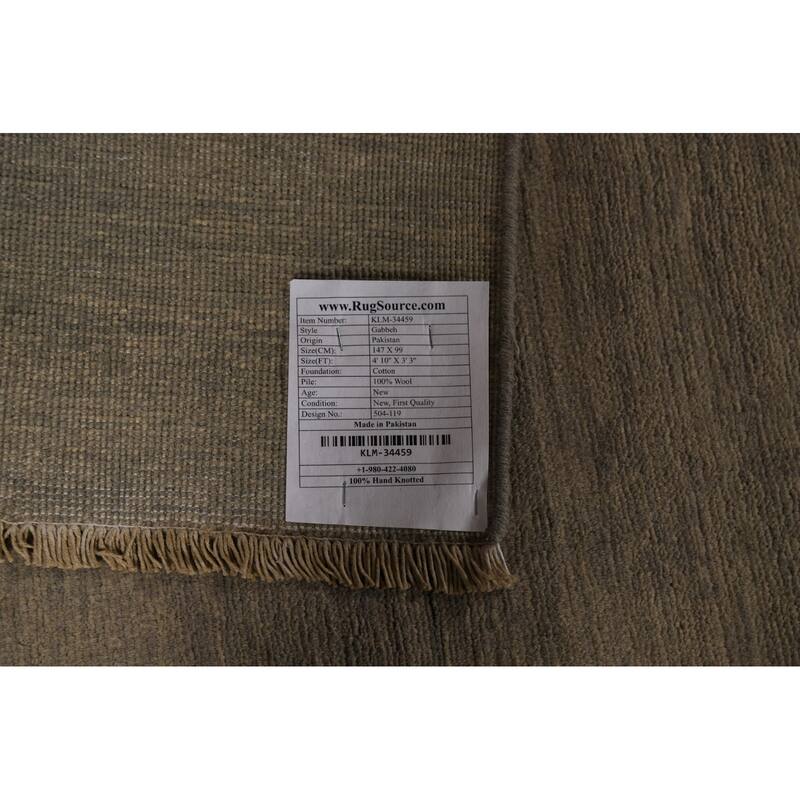 www.RugSource.com
Item Number: KLM-34459
Style Gabbeh
Origin Pakistan
Size(CM): 147 X 99
Size(FT): 4' 10" X 3' 3"
Foundation: Cotton
Pile: 100% Wool
Age: New
Condition: New, First Quality
Design No.: 504-119
Made in Pakistan
KLM-34459
+1-980-422-4080
100% Hand Knotted